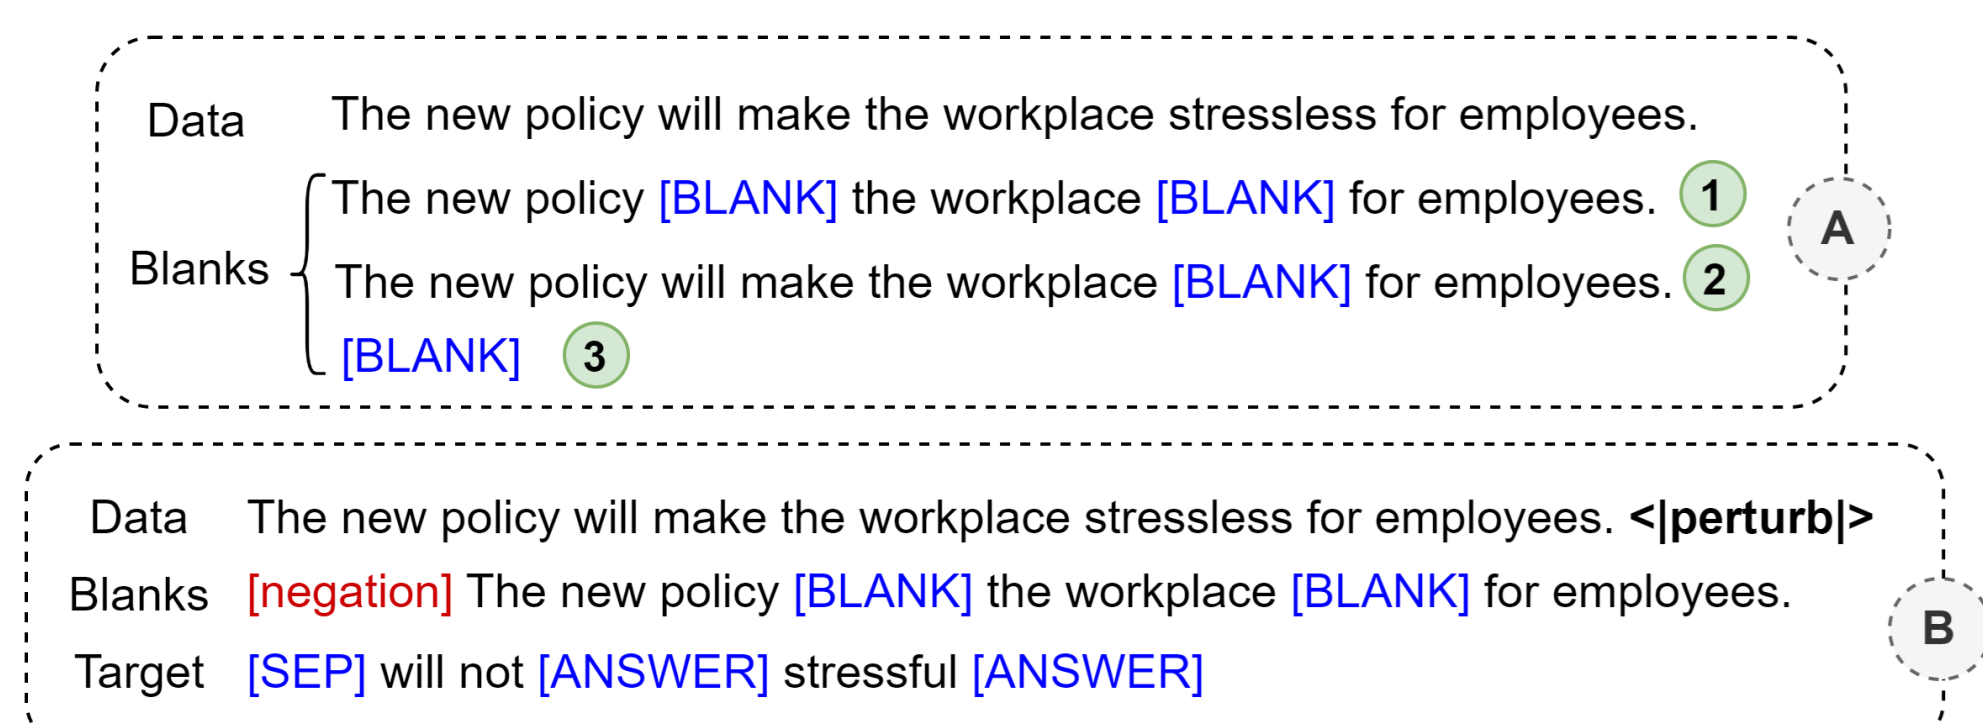 Data The new policy will make the workplace stressless for employees.
The new policy [BLANK] the workplace [BLANK] for employees. 1
A
Blanks
The new policy will make the workplace [BLANK] for employees. 2
[BLANK] 3
Data The new policy will make the workplace stressless for employees. <|perturb|>
Blanks [negation] The new policy [BLANK] the workplace [BLANK] for employees.
B
Target [SEP] will not [ANSWER] stressful [ANSWER]